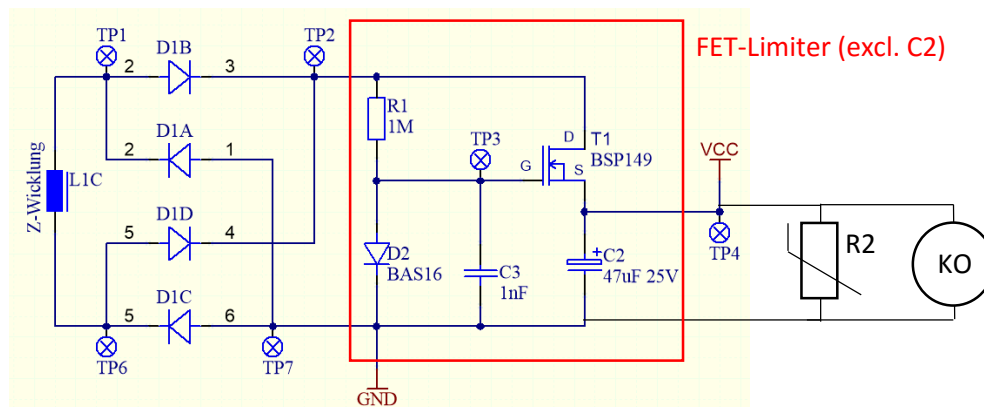 FET-Limiter (excl. C2)
TP1
D1B
TP2
2
3
R1
1M
D1A
TP3
D
T1
BSP149
VCC
2
1
G
S
Z-Wicklung
L1C
D1D
5
4
D2
BAS16
C3
1nF
+
C2
47uF 25V
TP4
R2
KO
D1C
5
6
TP6
TP7
GND